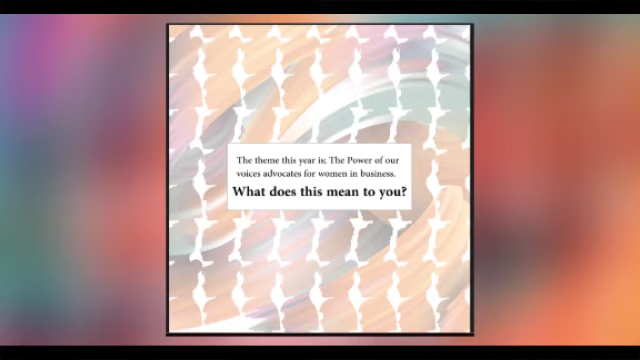 The theme this year is; The Power of our
voices advocates for women in business.
What does this mean to you?